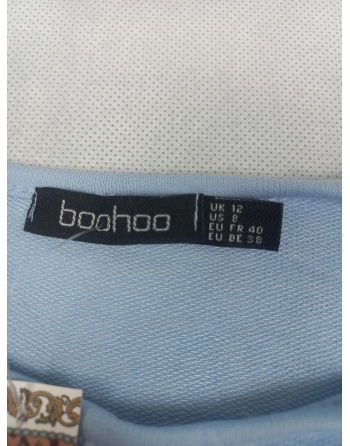 boohoo
UK 12
US 8
EU FR 40
EU DE 38